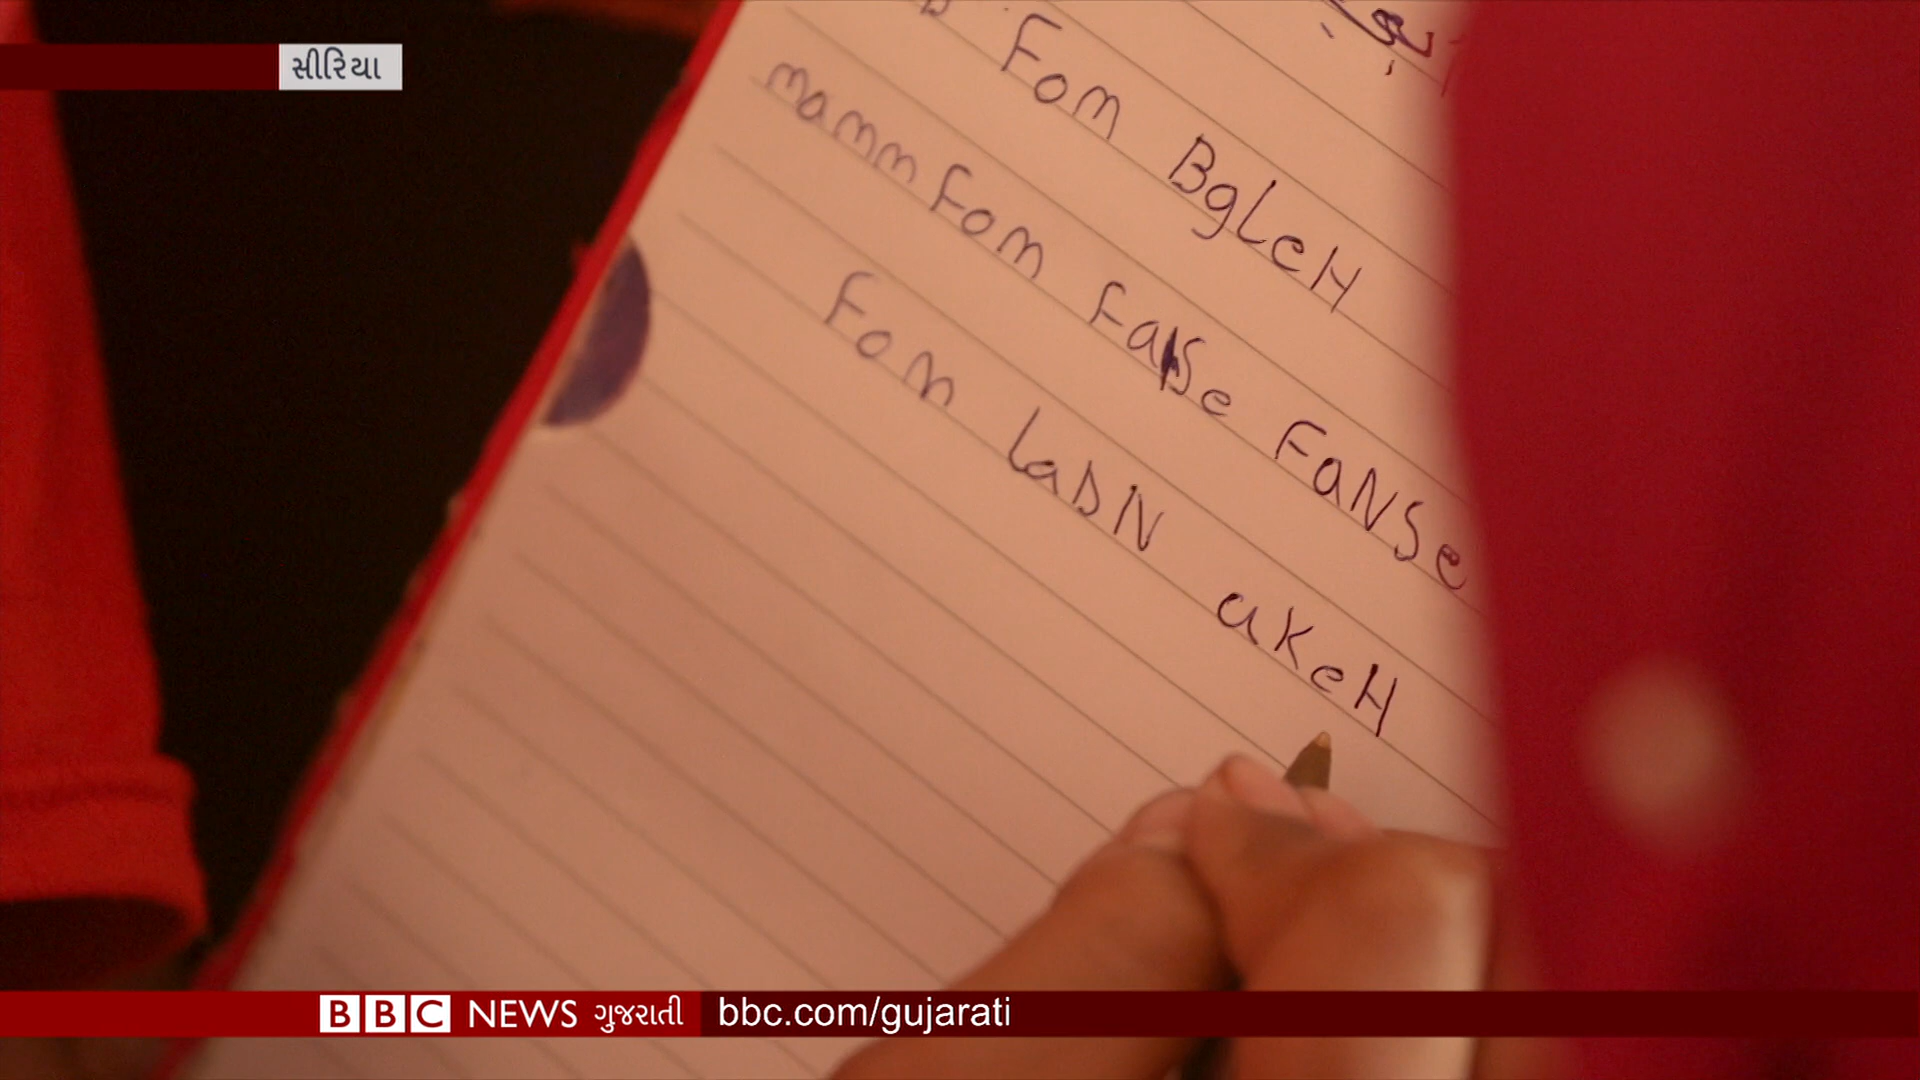 સીરિયા
Fom BgLeH
mamm Fom Fanse FaNSe
Fom LaDN akeH
BBC NEWS ગુજરાતી bbc.com/gujarati